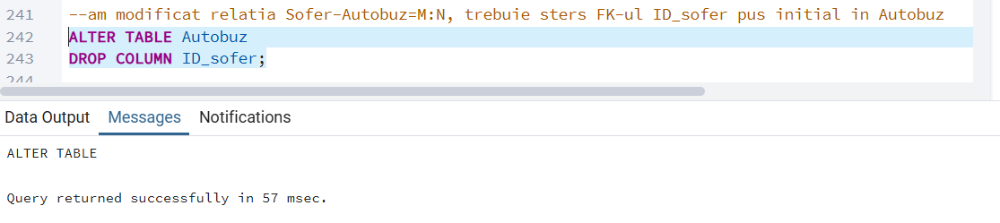 241 --am modificat relatia Sofer-Autobuz=M:N, trebuie sters FK-ul ID_sofer pus initial in Autobuz
242 ALTER TABLE Autobuz
243 DROP COLUMN ID_sofer;
244
Data Output Messages Notifications
ALTER TABLE
Query returned successfully in 57 msec.